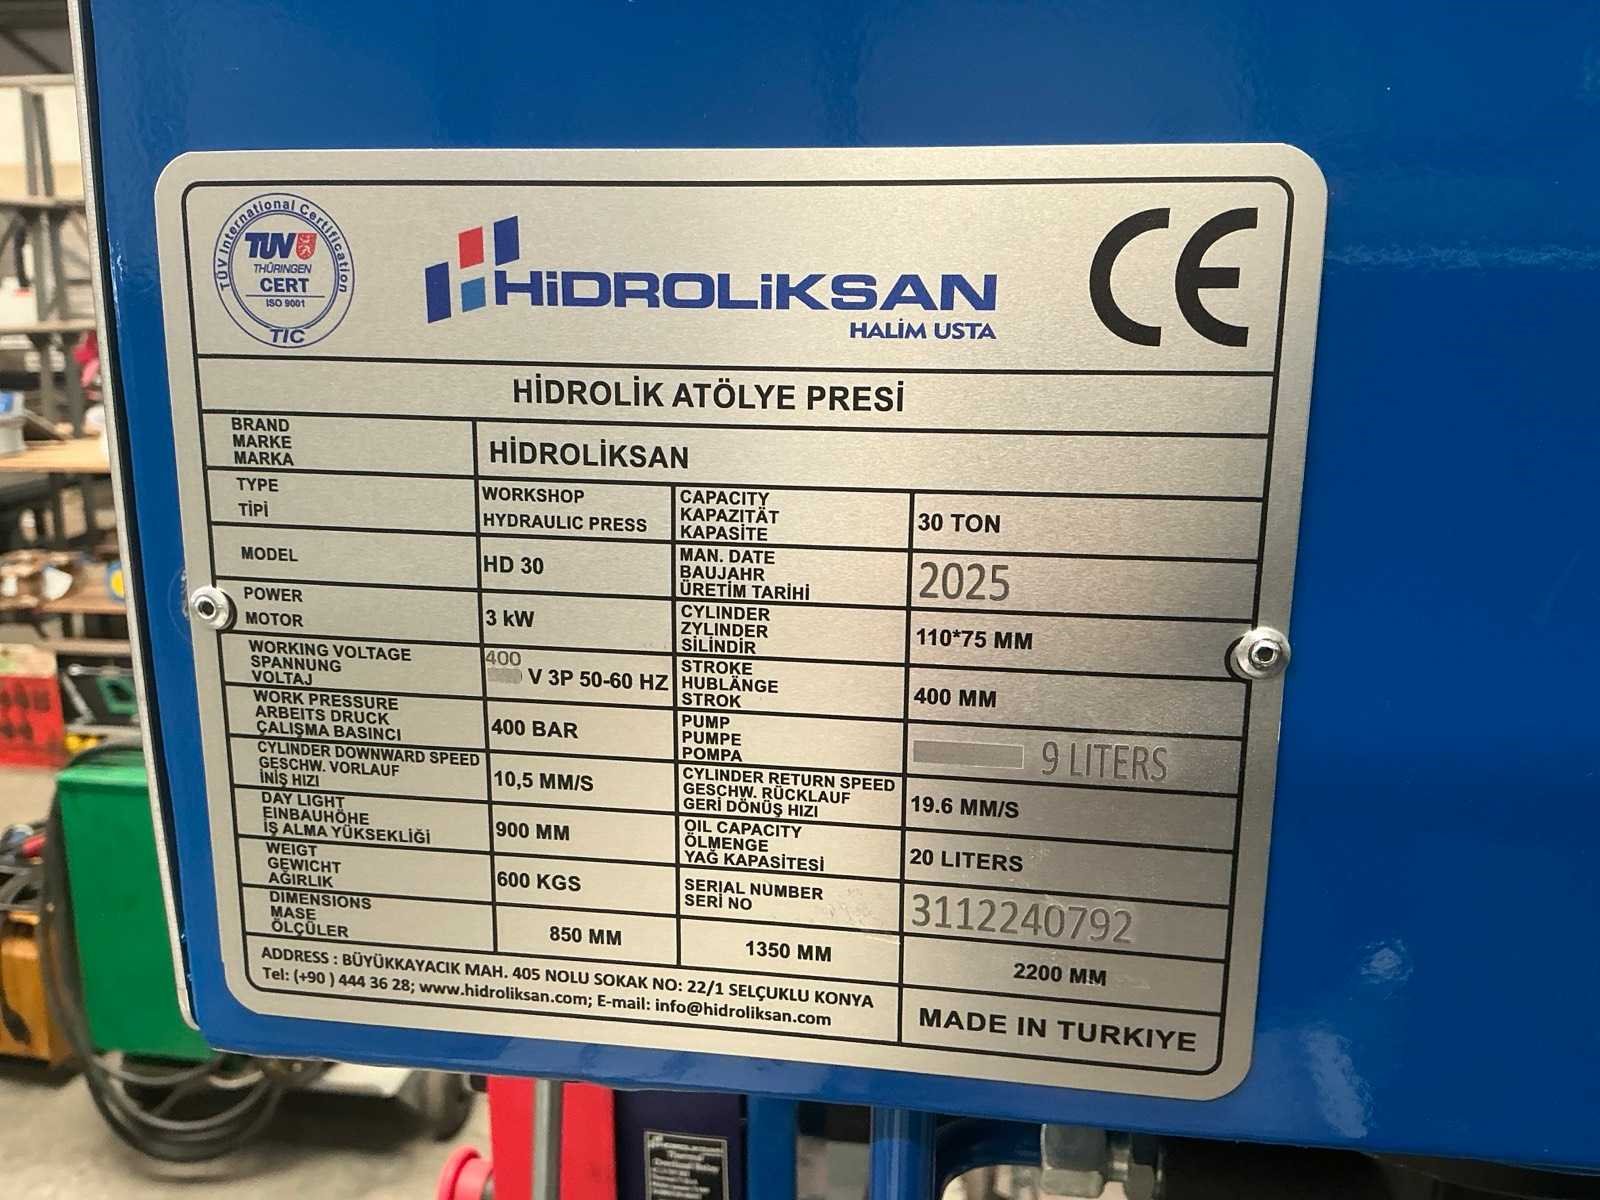 TÜV International Certification
TÜV
THÜRINGEN
CERT
ISO 9001
TIC
HiDROLiKSAN
HALİM USTA
CE
HİDROLİK ATÖLYE PRESİ
BRAND
MARKE
MARKA
HİDROLİKSAN
TYPE
TİPİ
WORKSHOP
HYDRAULIC PRESS
CAPACITY
KAPAZITÄT
KAPASİTE
30 TON
MODEL
HD 30
MAN. DATE
BAUJAHR
ÜRETİM TARİHİ
2025
POWER
MOTOR
3 kW
CYLINDER
ZYLINDER
SİLİNDİR
110*75 MM
WORKING VOLTAGE
SPANNUNG
VOLTAJ
400
V 3P 50-60 HZ
STROKE
HUBLÄNGE
STROK
400 MM
WORK PRESSURE
ARBEITS DRUCK
ÇALIŞMA BASINCI
400 BAR
PUMP
PUMPE
POMPA
9 LITERS
CYLINDER DOWNWARD SPEED
GESCHW. VORLAUF
İNİŞ HIZI
10,5 MM/S
CYLINDER RETURN SPEED
GESCHW. RÜCKLAUF
GERİ DÖNÜŞ HIZI
19.6 MM/S
DAY LIGHT
EINBAUHÖHE
İŞ ALMA YÜKSEKLİĞİ
900 MM
OIL CAPACITY
ÖLMENGE
YAĞ KAPASİTESİ
20 LITERS
WEIGT
GEWICHT
AĞIRLIK
600 KGS
SERIAL NUMBER
SERİ NO
3112240792
DIMENSIONS
MASE
ÖLÇÜLER
850 MM
1350 MM
2200 MM
ADDRESS : BÜYÜKKAYACIK MAH. 405 NOLU SOKAK NO: 22/1 SELÇUKLU KONYA
Tel: (+90 ) 444 36 28; www.hidroliksan.com; E-mail: info@hidroliksan.com
MADE IN TURKIYE